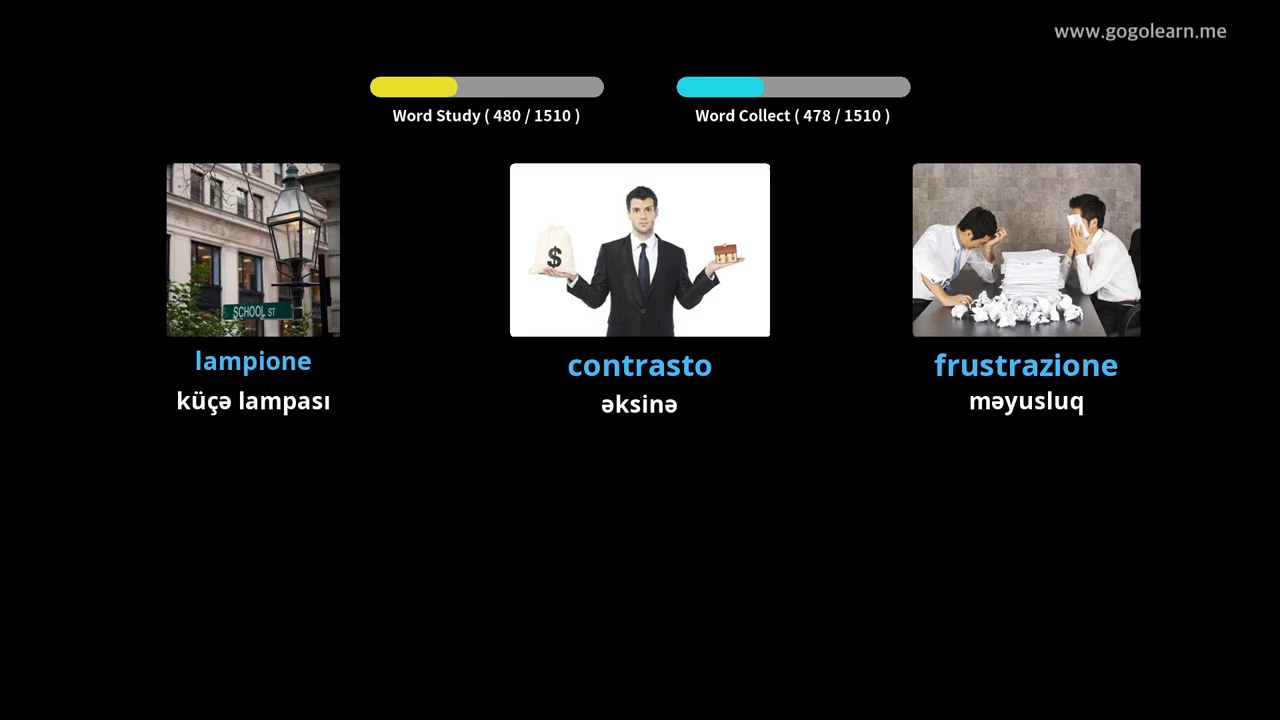 www.gogolearn.me
Word Study ( 480 / 1510 )
Word Collect ( 478 / 1510 )
SCHOOL ST
$
lampione
küçə lampası
contrasto
əksinə
frustrazione
məyusluq